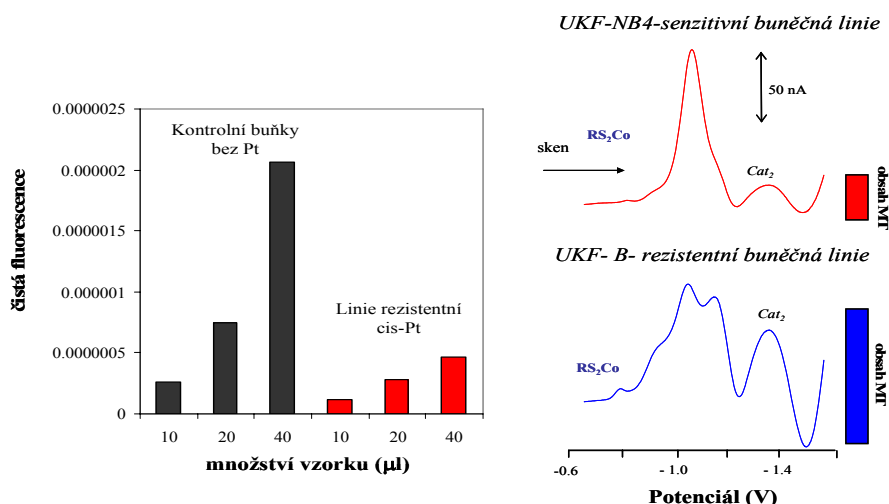 čistá fluorescence
0.0000025
0.000002
0.0000015
0.000001
0.0000005
0
Kontrolní buňky
bez Pt
Linie rezistentní
cis-Pt
10 20 40 10 20 40
množství vzorku (μl)
UKF-NB4-senzitivní buněčná linie
50 nA
RS₂Co
sken
Cat₂
obsah MT
UKF- B- rezistentní buněčná linie
Cat₂
RS₂Co
obsah MT
-0.6 - 1.0 - 1.4
Potenciál (V)